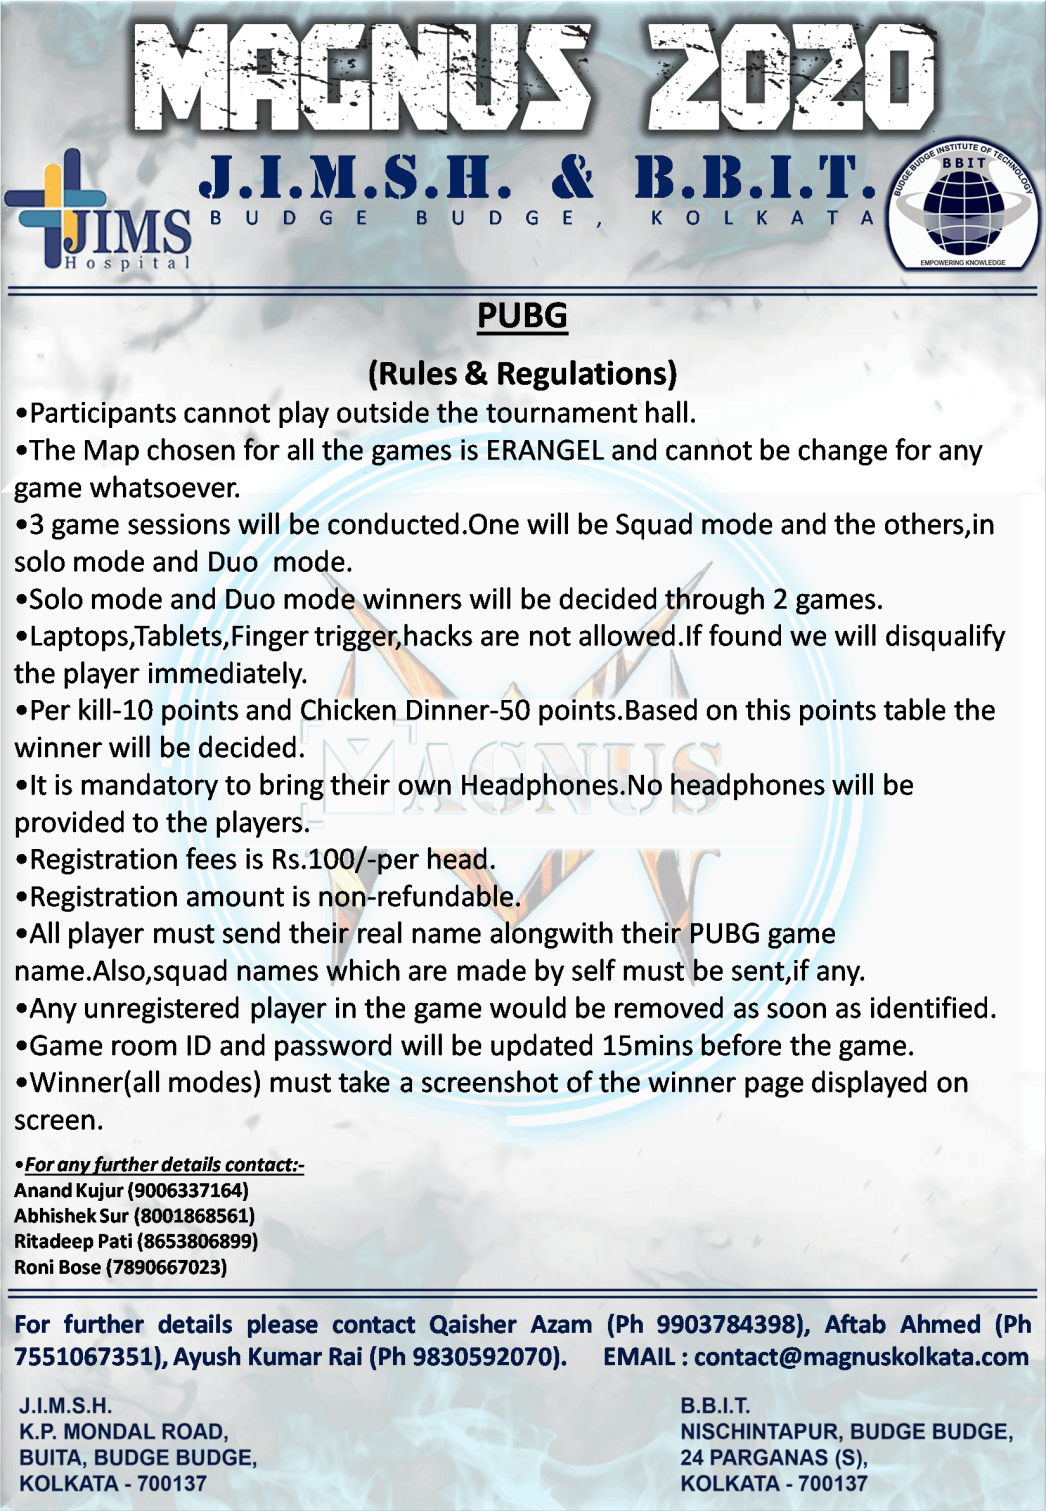 MAGNUS 2020
J.I.M.S.H. & B.B.I.T.
BUDGE BUDGE, KOLKATA
JIMS
Hospital
BUDGE BUDGE INSTITUTE OF TECHNOLOGY
BBIT
EMPOWERING KNOWLEDGE
PUBG
(Rules & Regulations)
•Participants cannot play outside the tournament hall.
•The Map chosen for all the games is ERANGEL and cannot be change for any
game whatsoever.
•3 game sessions will be conducted.One will be Squad mode and the others,in
solo mode and Duo  mode.
•Solo mode and Duo mode winners will be decided through 2 games.
•Laptops,Tablets,Finger trigger,hacks are not allowed.If found we will disqualify
the player immediately.
•Per kill-10 points and Chicken Dinner-50 points.Based on this points table the
winner will be decided.
•It is mandatory to bring their own Headphones.No headphones will be
provided to the players.
•Registration fees is Rs.100/-per head.
•Registration amount is non-refundable.
•All player must send their real name alongwith their PUBG game
name.Also,squad names which are made by self must be sent,if any.
•Any unregistered player in the game would be removed as soon as identified.
•Game room ID and password will be updated 15mins before the game.
•Winner(all modes) must take a screenshot of the winner page displayed on
screen.
MAGNUS
•For any further details contact:-
Anand Kujur (9006337164)
Abhishek Sur (8001868561)
Ritadeep Pati (8653806899)
Roni Bose (7890667023)
For further details please contact Qaisher Azam (Ph 9903784398), Aftab Ahmed (Ph
7551067351), Ayush Kumar Rai (Ph 9830592070). EMAIL : contact@magnuskolkata.com
J.I.M.S.H.
K.P. MONDAL ROAD,
BUITA, BUDGE BUDGE,
KOLKATA - 700137
B.B.I.T.
NISCHINTAPUR, BUDGE BUDGE,
24 PARGANAS (S),
KOLKATA - 700137